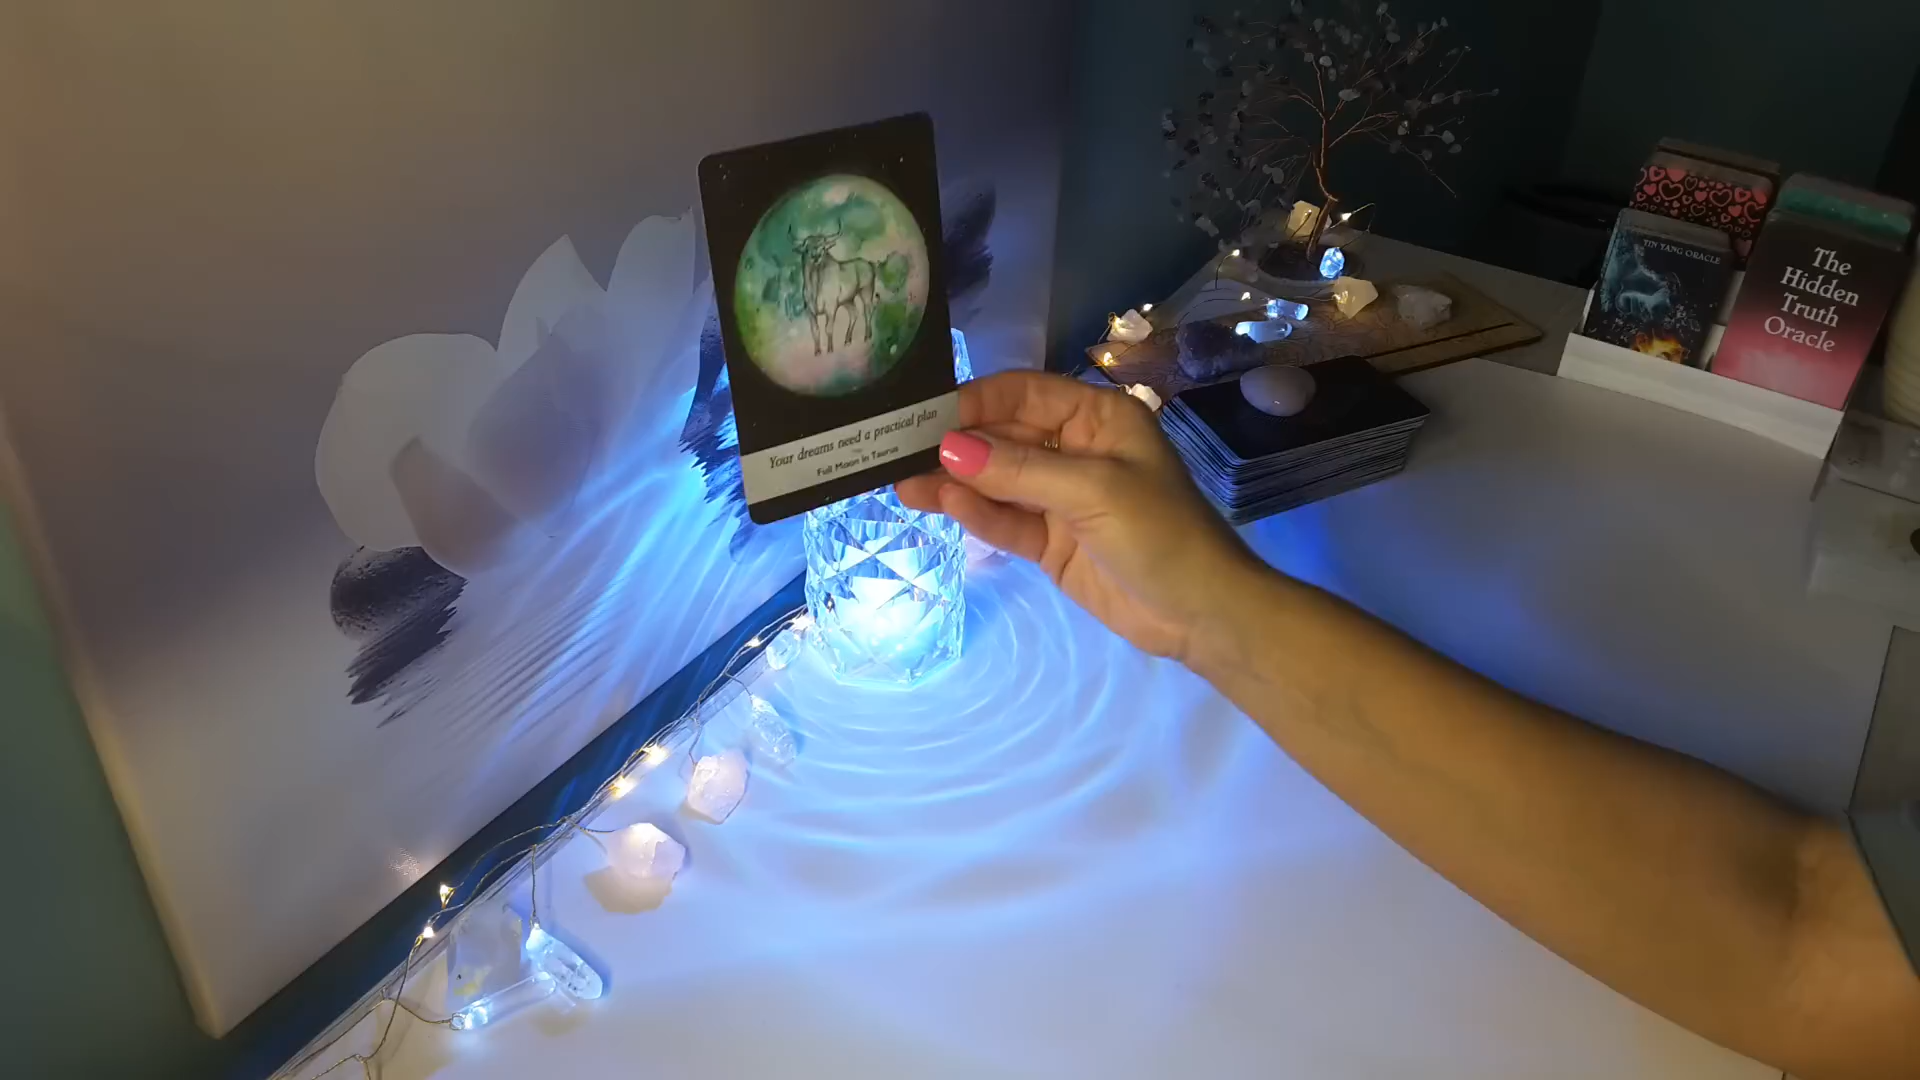 Your dreams need a practical plan
Full Moon in Taurus
YIN YANG ORACLE
The
Hidden
Truth
Oracle